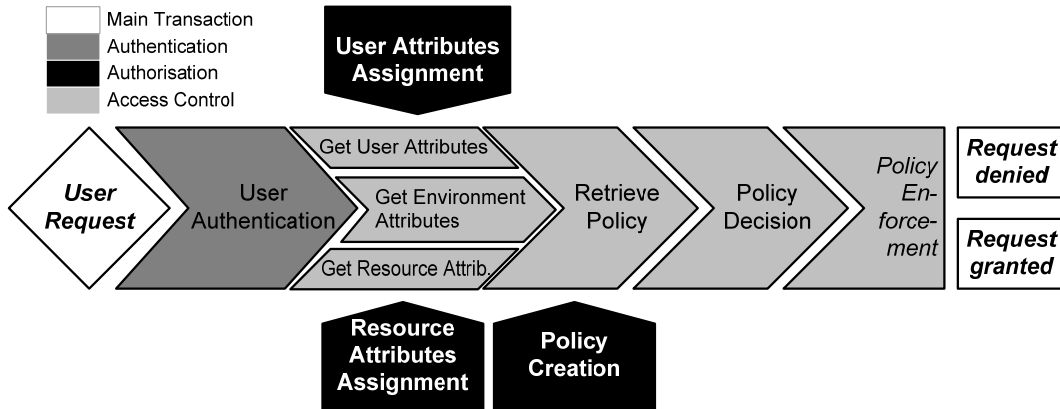 Main Transaction
Authentication
Authorisation
Access Control
User Attributes
Assignment
User
Request
User
Authentication
Get User Attributes
Get Environment
Attributes
Get Resource Attrib.
Retrieve
Policy
Policy
Decision
Policy
En-
force-
ment
Request
denied
Request
granted
Resource
Attributes
Assignment
Policy
Creation